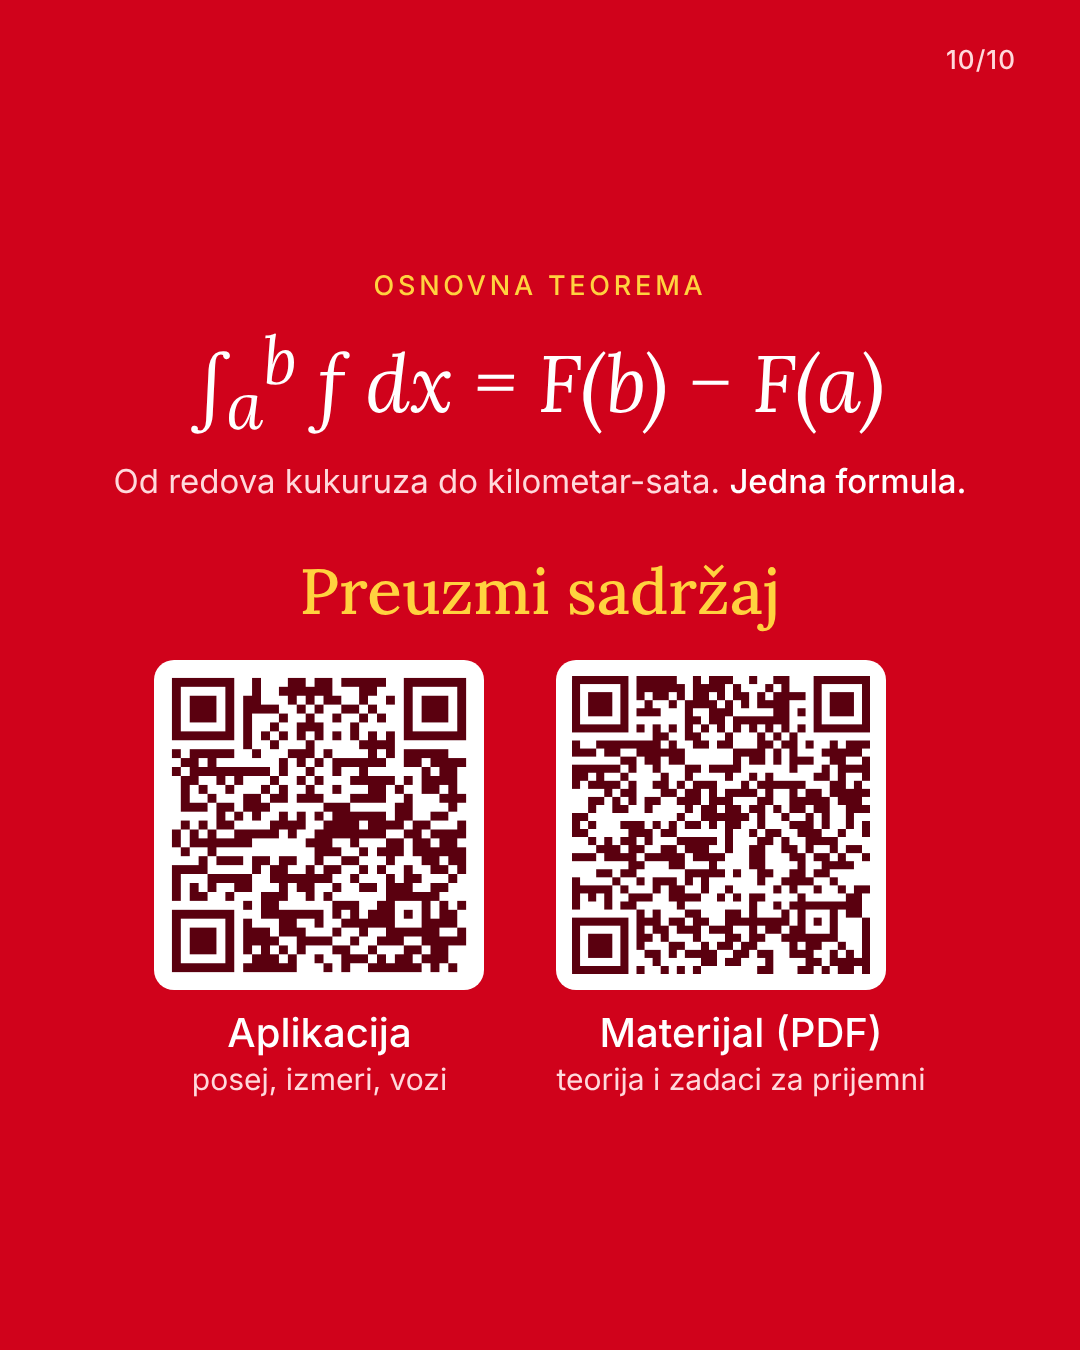 10/10
OSNOVNA TEOREMA
∫ₐᵇ f dx = F(b) − F(a)
Od redova kukuruza do kilometar-sata. Jedna formula.
Preuzmi sadržaj
Aplikacija
posej, izmeri, vozi
Materijal (PDF)
teorija i zadaci za prijemni